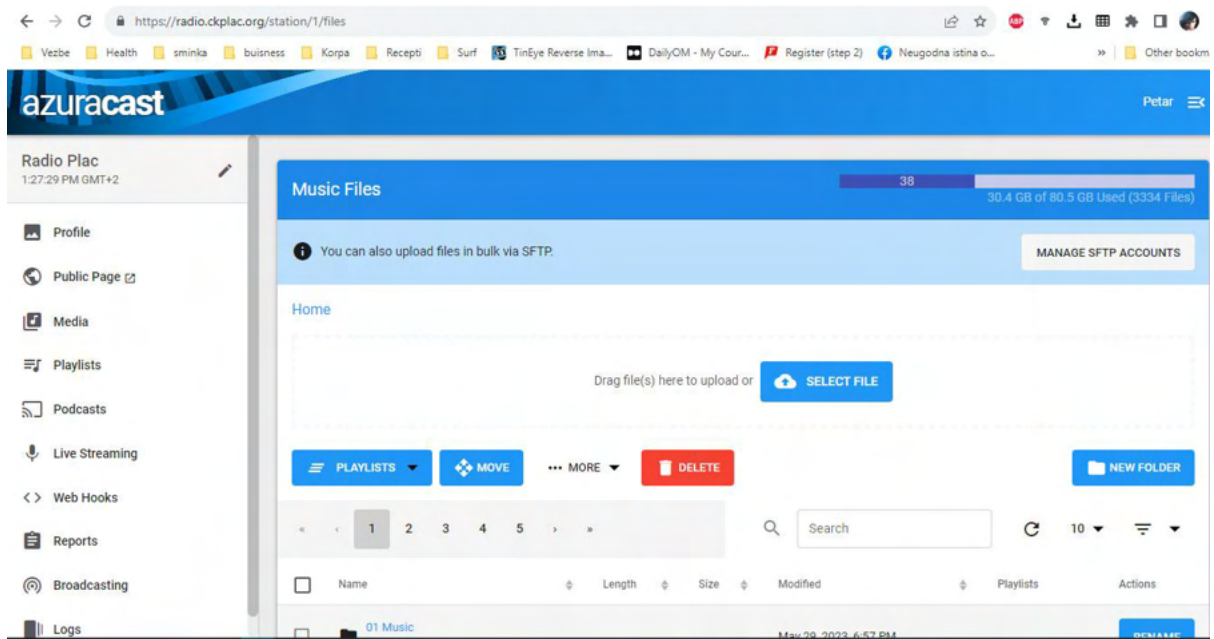 https://radio.ckplac.org/station/1/files
ABP
Vezbe Health sminka buisness Korpa Recepti Surf TinEye Reverse Ima... DailyOM - My Cour... Register (step 2) Neugodna istina o... » Other bookm
azuracast
Petar
Radio Plac
1:27:29 PM GMT+2
Profile
Public Page
Media
Playlists
Podcasts
Live Streaming
Web Hooks
Reports
Broadcasting
Logs
Music Files
38
30.4 GB of 80.5 GB Used (3334 Files)
You can also upload files in bulk via SFTP.
MANAGE SFTP ACCOUNTS
Home
Drag file(s) here to upload or SELECT FILE
PLAYLISTS MOVE ••• MORE DELETE NEW FOLDER
« ‹ 1 2 3 4 5 › » Search 10
Name Length Size Modified Playlists Actions
01 Music May 29, 2023, 6:57 PM RENAME